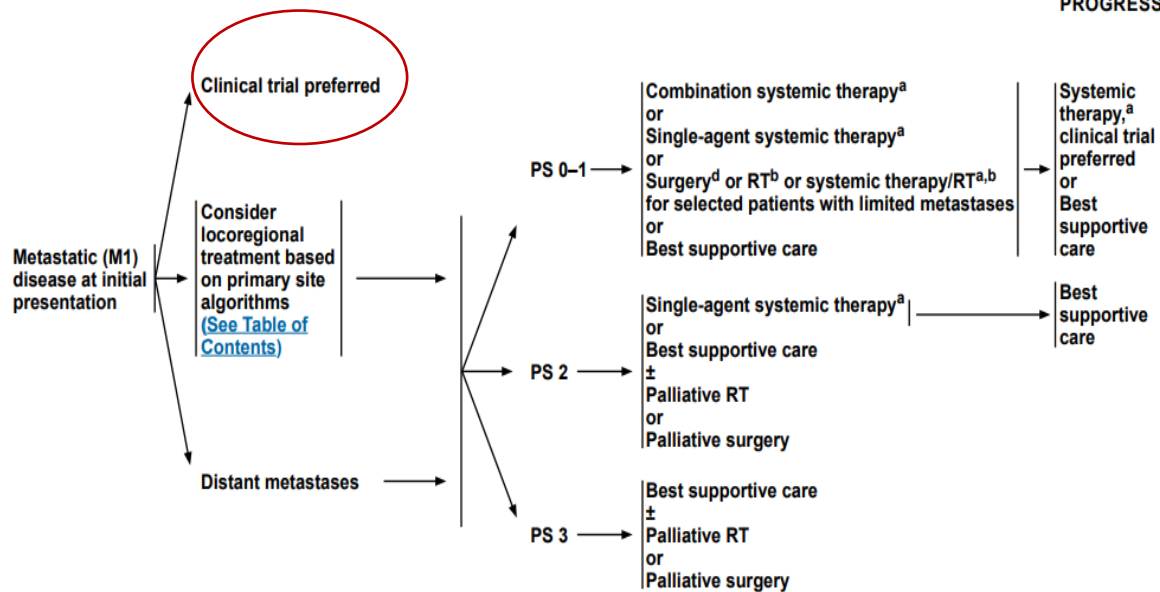 PROGRESS
Clinical trial preferred
Metastatic (M1)
disease at initial
presentation
Consider
locoregional
treatment based
on primary site
algorithms
(See Table of
Contents)
Distant metastases
PS 0–1
Combination systemic therapyᵃ
or
Single-agent systemic therapyᵃ
or
Surgeryᵈ or RTᵇ or systemic therapy/RTᵃ,ᵇ
for selected patients with limited metastases
or
Best supportive care
Systemic
therapy,ᵃ
clinical trial
preferred
or
Best
supportive
care
PS 2
Single-agent systemic therapyᵃ
or
Best supportive care
±
Palliative RT
or
Palliative surgery
Best
supportive
care
PS 3
Best supportive care
±
Palliative RT
or
Palliative surgery